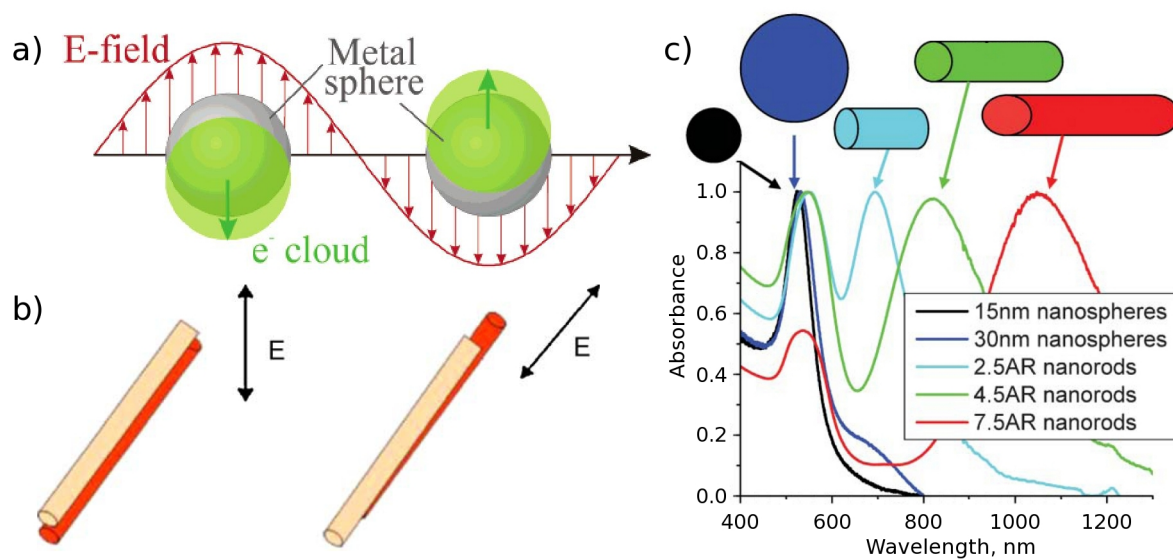 a)
E-field
Metal
sphere
e⁻ cloud
b)
E
E
c)
Absorbance
1.0
0.8
0.6
0.4
0.2
0.0
15nm nanospheres
30nm nanospheres
2.5AR nanorods
4.5AR nanorods
7.5AR nanorods
400
600
800
1000
1200
Wavelength, nm